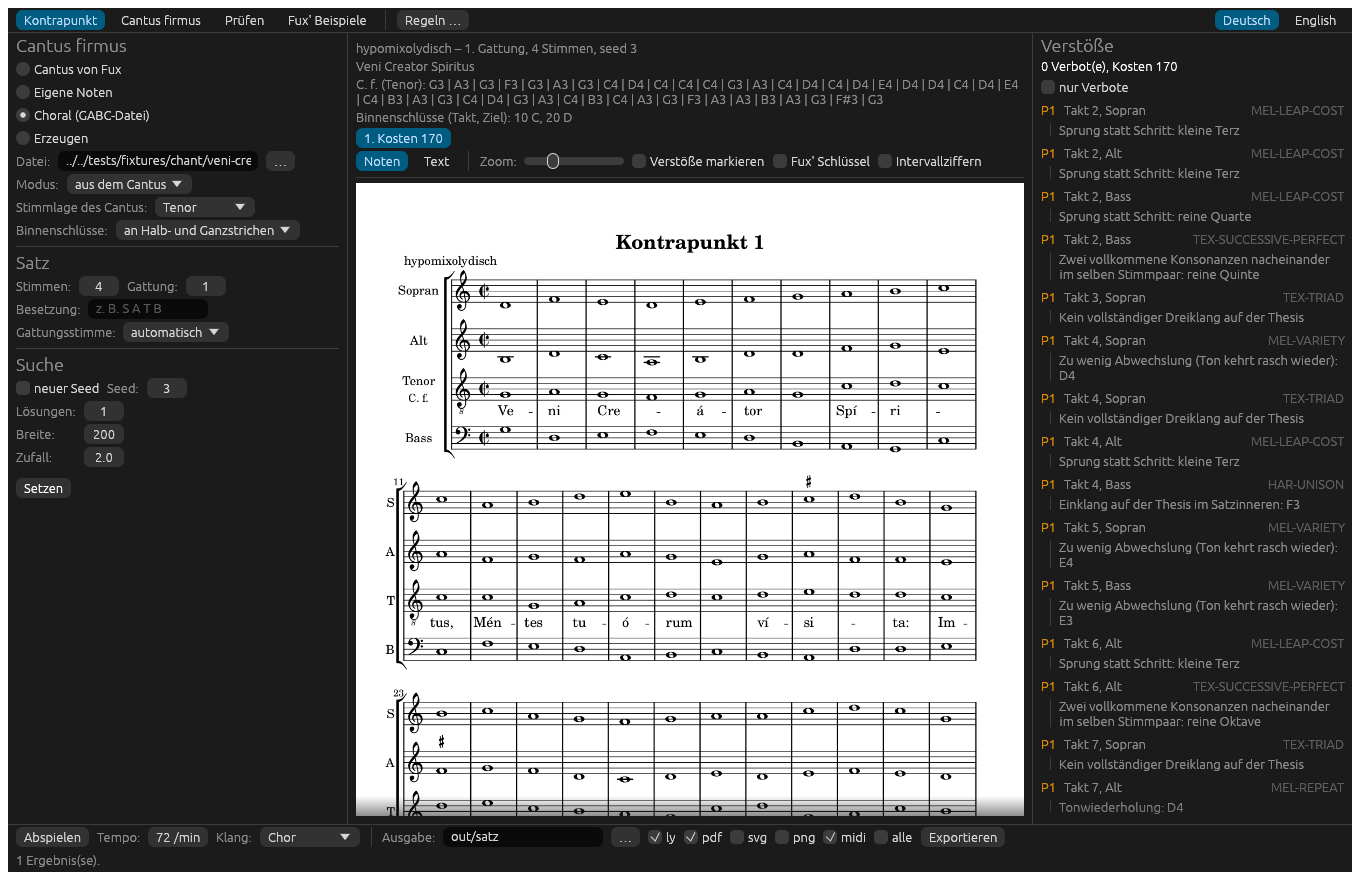 Kontrapunkt Cantus firmus Prüfen Fux' Beispiele Regeln ... Deutsch English
Cantus firmus
Cantus von Fux
Eigene Noten
Choral (GABC-Datei)
Erzeugen
Datei: ../../tests/fixtures/chant/veni-cre ...
Modus: aus dem Cantus
Stimmlage des Cantus: Tenor
Binnenschlüsse: an Halb- und Ganzstrichen
Satz
Stimmen: 4 Gattung: 1
Besetzung: z. B. S A T B
Gattungsstimme: automatisch
Suche
neuer Seed Seed: 3
Lösungen: 1
Breite: 200
Zufall: 2.0
Setzen
hypomixolydisch – 1. Gattung, 4 Stimmen, seed 3
Veni Creator Spiritus
C. f. (Tenor): G3 | A3 | G3 | F3 | G3 | A3 | G3 | C4 | D4 | C4 | C4 | C4 | G3 | A3 | C4 | D4 | C4 | D4 | E4 | D4 | D4 | C4 | D4 | E4
| C4 | B3 | A3 | G3 | C4 | D4 | G3 | A3 | C4 | B3 | C4 | A3 | G3 | F3 | A3 | A3 | B3 | A3 | G3 | F#3 | G3
Binnenschlüsse (Takt, Ziel): 10 C, 20 D
1. Kosten 170
Noten Text Zoom: Verstöße markieren Fux' Schlüssel Intervallziffern
Kontrapunkt 1
hypomixolydisch
Sopran
Alt
Tenor
C. f.
Ve - ni Cre - á - tor Spí - ri -
Bass
11
S
A
T
tus, Mén - tes tu - ó - rum ví - si - ta: Im -
B
23
S
A
T
Verstöße
0 Verbot(e), Kosten 170
nur Verbote
P1 Takt 2, Sopran MEL-LEAP-COST
Sprung statt Schritt: kleine Terz
P1 Takt 2, Alt MEL-LEAP-COST
Sprung statt Schritt: kleine Terz
P1 Takt 2, Bass MEL-LEAP-COST
Sprung statt Schritt: reine Quarte
P1 Takt 2, Bass TEX-SUCCESSIVE-PERFECT
Zwei vollkommene Konsonanzen nacheinander
im selben Stimmpaar: reine Quinte
P1 Takt 3, Sopran TEX-TRIAD
Kein vollständiger Dreiklang auf der Thesis
P1 Takt 4, Sopran MEL-VARIETY
Zu wenig Abwechslung (Ton kehrt rasch wieder):
D4
P1 Takt 4, Sopran TEX-TRIAD
Kein vollständiger Dreiklang auf der Thesis
P1 Takt 4, Alt MEL-LEAP-COST
Sprung statt Schritt: kleine Terz
P1 Takt 4, Bass HAR-UNISON
Einklang auf der Thesis im Satzinneren: F3
P1 Takt 5, Sopran MEL-VARIETY
Zu wenig Abwechslung (Ton kehrt rasch wieder):
E4
P1 Takt 5, Bass MEL-VARIETY
Zu wenig Abwechslung (Ton kehrt rasch wieder):
E3
P1 Takt 6, Alt MEL-LEAP-COST
Sprung statt Schritt: kleine Terz
P1 Takt 6, Alt TEX-SUCCESSIVE-PERFECT
Zwei vollkommene Konsonanzen nacheinander
im selben Stimmpaar: reine Oktave
P1 Takt 7, Sopran TEX-TRIAD
Kein vollständiger Dreiklang auf der Thesis
P1 Takt 7, Alt MEL-REPEAT
Tonwiederholung: D4
Abspielen Tempo: 72 /min Klang: Chor Ausgabe: out/satz ... ly pdf svg png midi alle Exportieren
1 Ergebnis(se).